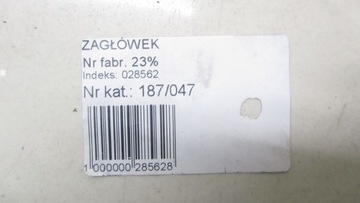 ZAGŁÓWEK
Nr fabr. 23%
Indeks: 028562
Nr kat.: 187/047
1 000000 285628